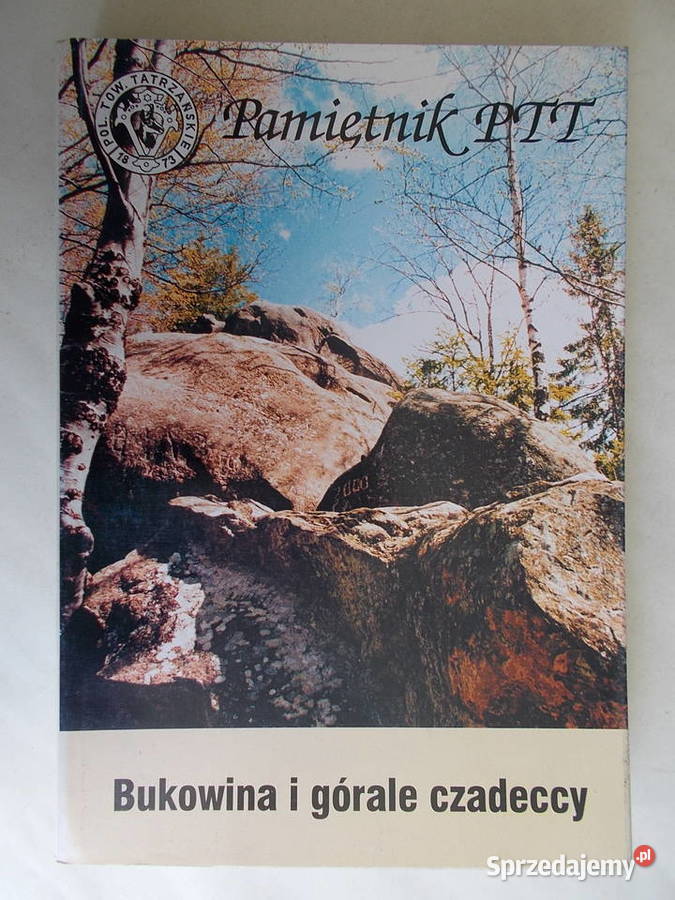 POL. TOW. TATRZAŃSKIE
1873
Pamiętnik PTT
Bukowina i górale czadeccy
Sprzedajemy.pl